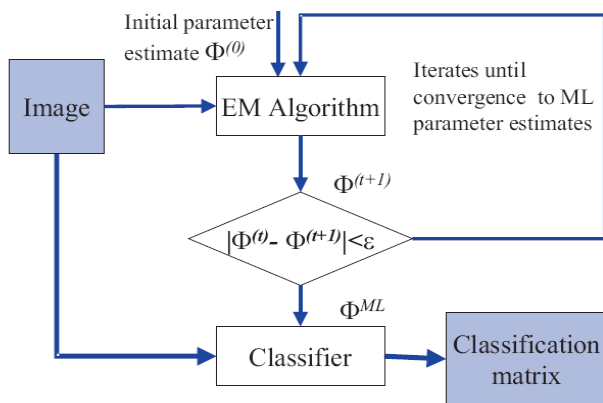 Initial parameter
estimate Φ(0)
Image
EM Algorithm
Iterates until
convergence to ML
parameter estimates
Φ(t+1)
|Φ(t)- Φ(t+1)|<ε
ΦML
Classifier
Classification
matrix